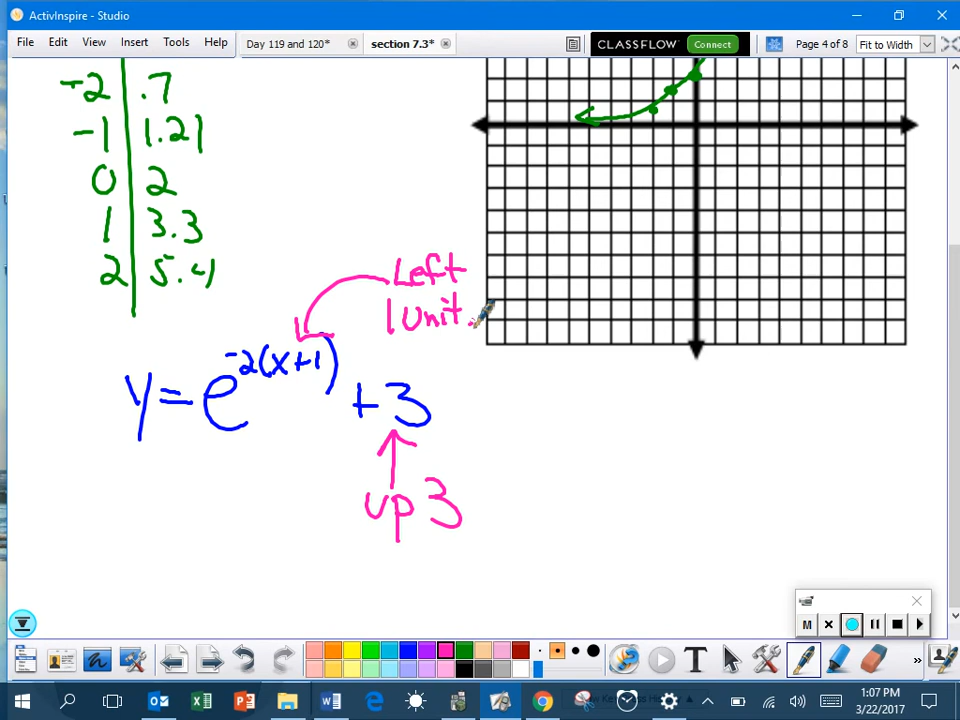 ActivInspire - Studio
File Edit View Insert Tools Help
Day 119 and 120*
section 7.3*
CLASSFLOW Connect
Page 4 of 8
Fit to Width
-2 .7
-1 1.21
0 2
1 3.3
2 5.4
Left
1 Unit.
y = e^{-2(x+1)} + 3
up 3
M
T
1:07 PM
3/22/2017